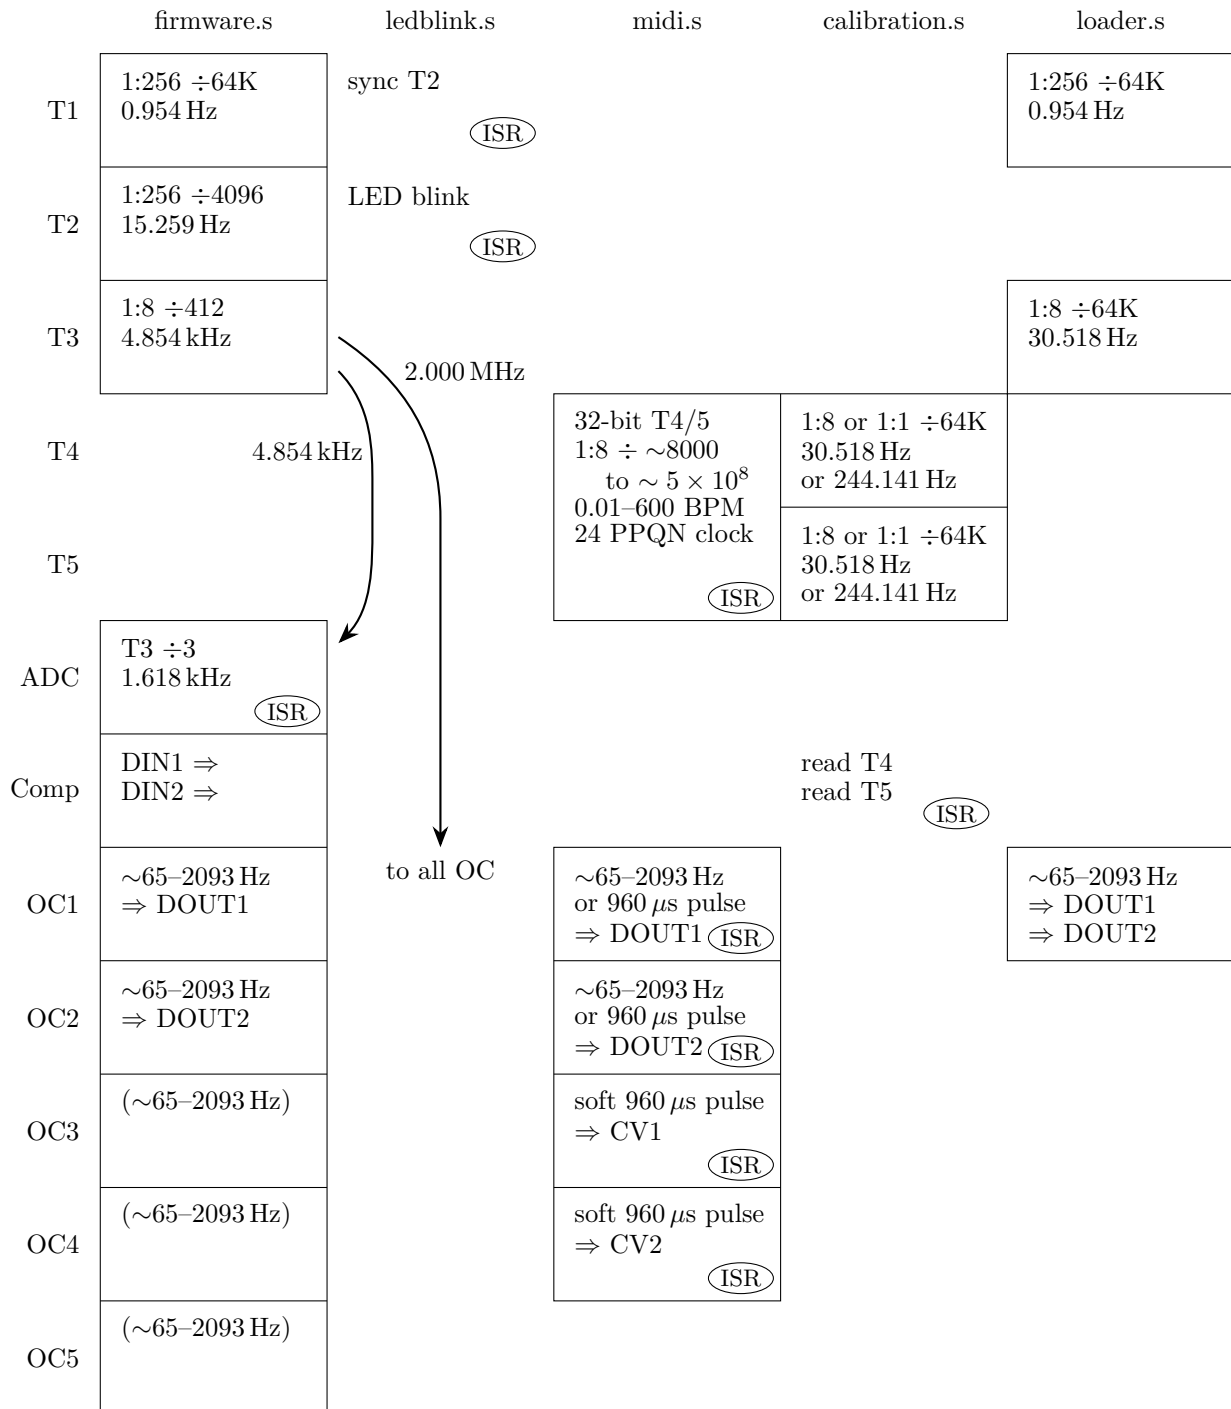 firmware.s ledblink.s midi.s calibration.s loader.s
T1
1:256 ÷64K
0.954 Hz
sync T2
ISR
1:256 ÷64K
0.954 Hz
T2
1:256 ÷4096
15.259 Hz
LED blink
ISR
T3
1:8 ÷412
4.854 kHz
2.000 MHz
1:8 ÷64K
30.518 Hz
T4
4.854 kHz
32-bit T4/5
1:8 ÷ ∼8000
to ∼ 5 × 10⁸
0.01–600 BPM
24 PPQN clock
ISR
1:8 or 1:1 ÷64K
30.518 Hz
or 244.141 Hz
T5
1:8 or 1:1 ÷64K
30.518 Hz
or 244.141 Hz
ADC
T3 ÷3
1.618 kHz
ISR
Comp
DIN1 ⇒
DIN2 ⇒
read T4
read T5
ISR
OC1
∼65–2093 Hz
⇒ DOUT1
to all OC
∼65–2093 Hz
or 960 μs pulse
⇒ DOUT1 ISR
∼65–2093 Hz
⇒ DOUT1
⇒ DOUT2
OC2
∼65–2093 Hz
⇒ DOUT2
∼65–2093 Hz
or 960 μs pulse
⇒ DOUT2 ISR
OC3
(∼65–2093 Hz)
soft 960 μs pulse
⇒ CV1
ISR
OC4
(∼65–2093 Hz)
soft 960 μs pulse
⇒ CV2
ISR
OC5
(∼65–2093 Hz)